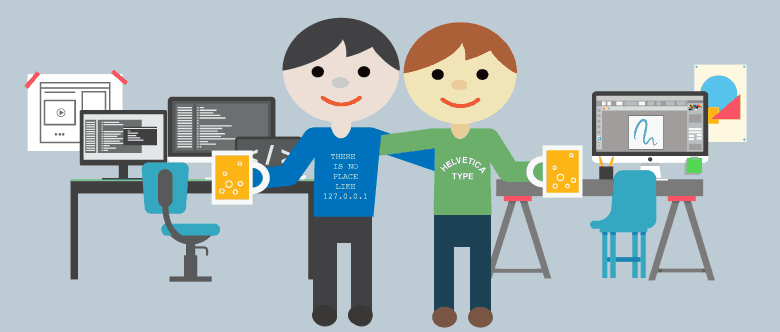 THERE
IS NO
PLACE
LIKE
127.0.0.1
HELVETICA
TYPE